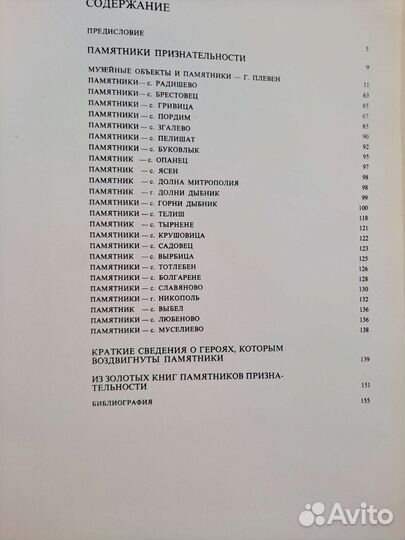 СОДЕРЖАНИЕ
ПРЕДИСЛОВИЕ 5
ПАМЯТНИКИ ПРИЗНАТЕЛЬНОСТИ 9
МУЗЕЙНЫЕ ОБЪЕКТЫ И ПАМЯТНИКИ — Г. ПЛЕВЕН 11
ПАМЯТНИКИ — с. РАДИШЕВО 63
ПАМЯТНИКИ — с. БРЕСТОВЕЦ 65
ПАМЯТНИКИ — с. ГРИВИЦА 67
ПАМЯТНИКИ — с. ПОРДИМ 85
ПАМЯТНИКИ — с. ЗГАЛЕВО 90
ПАМЯТНИКИ — с. ПЕЛИШАТ 92
ПАМЯТНИКИ — с. БУКОВЛЫК 95
ПАМЯТНИК — с. ОПАНЕЦ 97
ПАМЯТНИК — с. ЯСЕН 98
ПАМЯТНИК — с. ДОЛНА МИТРОПОЛИЯ 98
ПАМЯТНИК — г. ДОЛНИ ДЫБНИК 99
ПАМЯТНИКИ — с. ГОРНИ ДЫБНИК 100
ПАМЯТНИКИ — с. ТЕЛИШ 118
ПАМЯТНИК — с. ТЫРНЕНЕ 121
ПАМЯТНИКИ — с. КРУШОВИЦА 122
ПАМЯТНИКИ — с. САДОВЕЦ 123
ПАМЯТНИК — с. ВЫРБИЦА 125
ПАМЯТНИКИ — с. ТОТЛЕБЕН 126
ПАМЯТНИКИ — с. БОЛГАРЕНЕ 128
ПАМЯТНИКИ — с. СЛАВЯНОВО 130
ПАМЯТНИКИ — г. НИКОПОЛЬ 132
ПАМЯТНИК — с. ВЫБЕЛ 136
ПАМЯТНИКИ — с. ЛЮБЕНОВО 136
ПАМЯТНИКИ — с. МУСЕЛИЕВО 138
КРАТКИЕ СВЕДЕНИЯ О ГЕРОЯХ, КОТОРЫМ
ВОЗДВИГНУТЫ ПАМЯТНИКИ 139
ИЗ ЗОЛОТЫХ КНИГ ПАМЯТНИКОВ ПРИЗНА-
ТЕЛЬНОСТИ 151
БИБЛИОГРАФИЯ 155
Avito